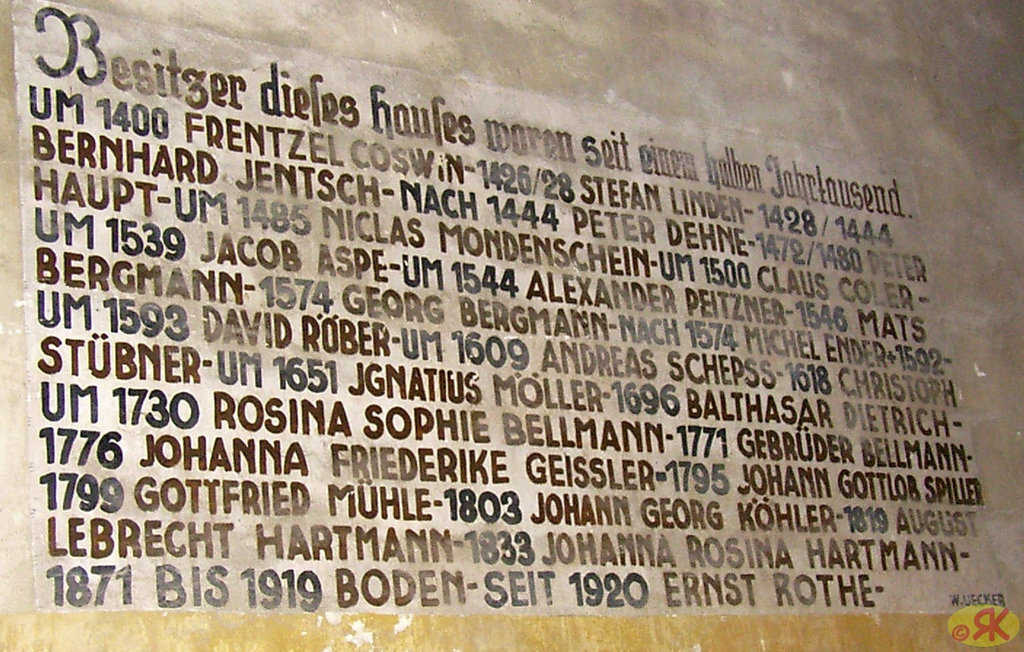 Besitzer dieses Hauses waren seit einem halben Jahrtausend.
UM 1400 FRENTZEL COSWIN-1426/28 STEFAN LINDEN-1428/1444
BERNHARD JENTSCH-NACH 1444 PETER DEHNE-1472/1480 PETER
HAUPT-UM 1485 NICLAS MONDENSCHEIN-UM 1500 CLAUS COLER-
UM 1539 JACOB ASPE-UM 1544 ALEXANDER PEITZNER-1546 MATS
BERGMANN-1574 GEORG BERGMANN-NACH 1574 MICHEL ENDER+1592-
UM 1593 DAVID RÖBER-UM 1609 ANDREAS SCHEPSS-1618 CHRISTOPH
STÜBNER-UM 1651 JGNATIUS MÖLLER-1696 BALTHASAR DIETRICH-
UM 1730 ROSINA SOPHIE BELLMANN-1771 GEBRÜDER BELLMANN-
1776 JOHANNA FRIEDERIKE GEISSLER-1795 JOHANN GOTTLOB SPILLER
1799 GOTTFRIED MÜHLE-1803 JOHANN GEORG KÖHLER-1819 AUGUST
LEBRECHT HARTMANN-1833 JOHANNA ROSINA HARTMANN-
1871 BIS 1919 BODEN-SEIT 1920 ERNST ROTHE-
W.UECKER
© RK